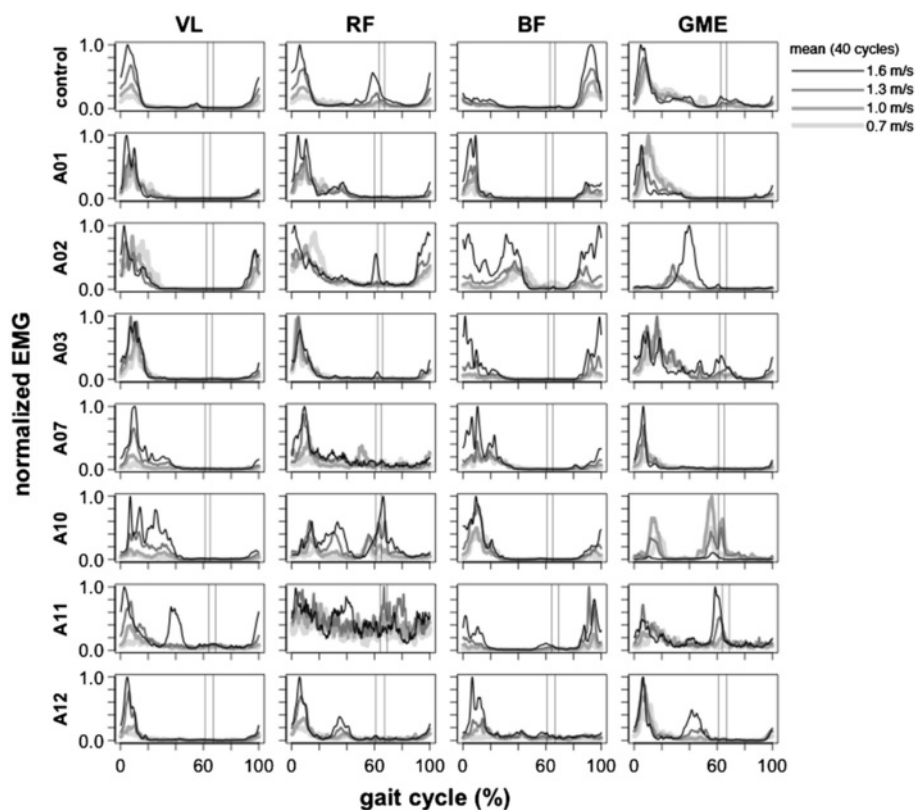 VL RF BF GME
mean (40 cycles)
1.6 m/s
1.3 m/s
1.0 m/s
0.7 m/s
normalized EMG
control 1.0 0.0
A01 1.0 0.0
A02 1.0 0.0
A03 1.0 0.0
A07 1.0 0.0
A10 1.0 0.0
A11 1.0 0.0
A12 1.0 0.0
0 60 100 0 60 100 0 60 100 0 60 100
gait cycle (%)